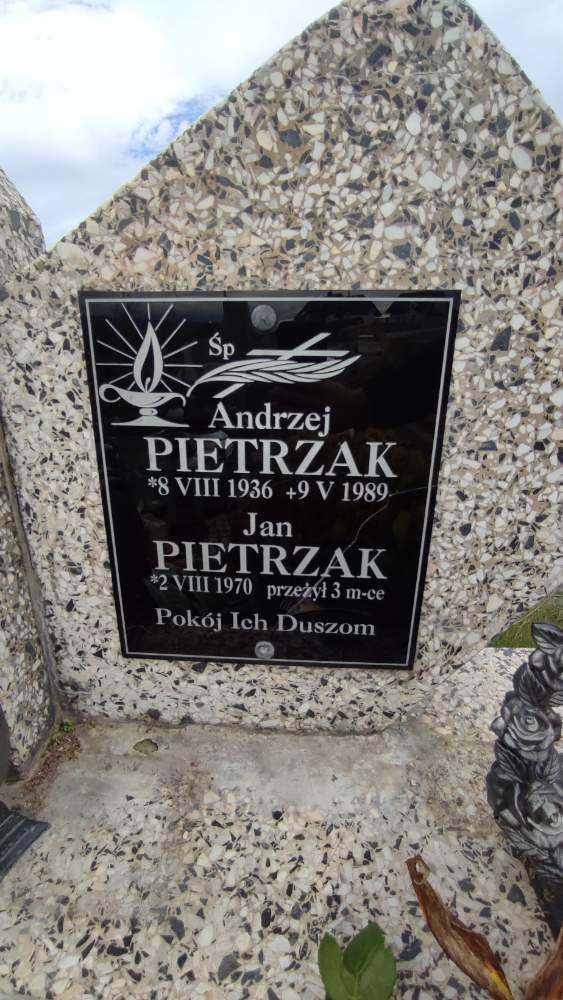 Śp
Andrzej
PIETRZAK
*8 VIII 1936 +9 V 1989
Jan
PIETRZAK
*2 VIII 1970 przeżył 3 m-ce
Pokój Ich Duszom